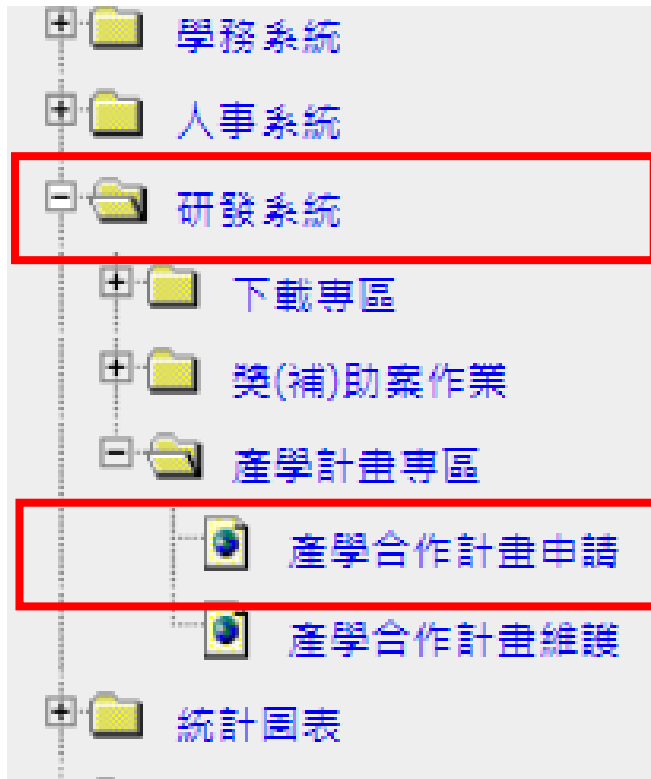 學務系統
人事系統
研發系統
下載專區
獎(補)助案作業
產學計畫專區
產學合作計畫申請
產學合作計畫維護
統計圖表